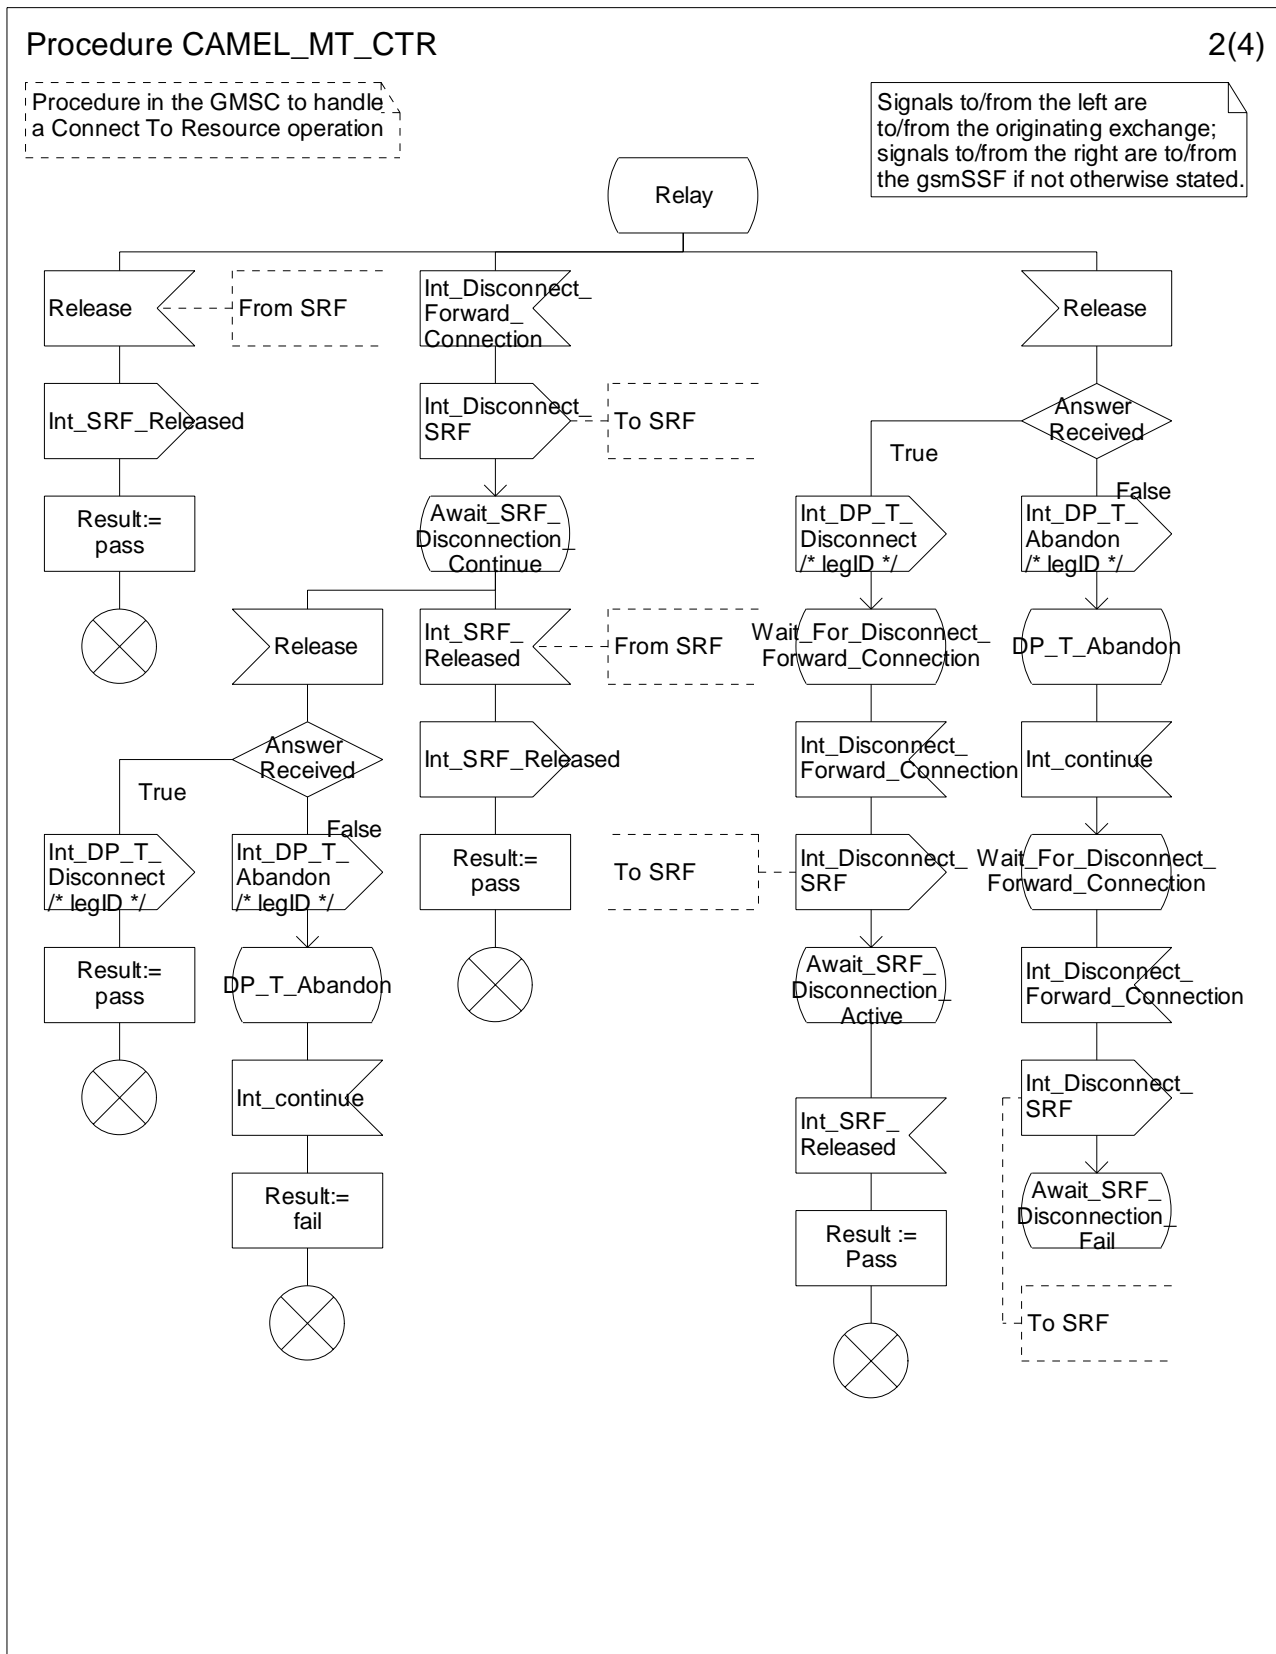 Procedure CAMEL_MT_CTR
2(4)
Procedure in the GMSC to handle
a Connect To Resource operation
Signals to/from the left are
to/from the originating exchange;
signals to/from the right are to/from
the gsmSSF if not otherwise stated.
Relay
Release
From SRF
Int_Disconnect_
Forward_
Connection
Release
Int_SRF_Released
Int_Disconnect_
SRF
To SRF
Answer
Received
True
False
Result:=
pass
Await_SRF_
Disconnection_
Continue
Int_DP_T_
Disconnect
/* legID */
Int_DP_T_
Abandon
/* legID */
Release
Int_SRF_
Released
From SRF
Wait_For_Disconnect_
Forward_Connection
DP_T_Abandon
Answer
Received
True
False
Int_SRF_Released
Int_Disconnect_
Forward_Connection
Int_continue
Int_DP_T_
Disconnect
/* legID */
Int_DP_T_
Abandon
/* legID */
Result:=
pass
To SRF
Int_Disconnect_
SRF
Wait_For_Disconnect_
Forward_Connection
Result:=
pass
DP_T_Abandon
Await_SRF_
Disconnection_
Active
Int_Disconnect_
Forward_Connection
Int_continue
Int_SRF_
Released
Int_Disconnect_
SRF
Result:=
fail
Result :=
Pass
Await_SRF_
Disconnection_
Fail
To SRF